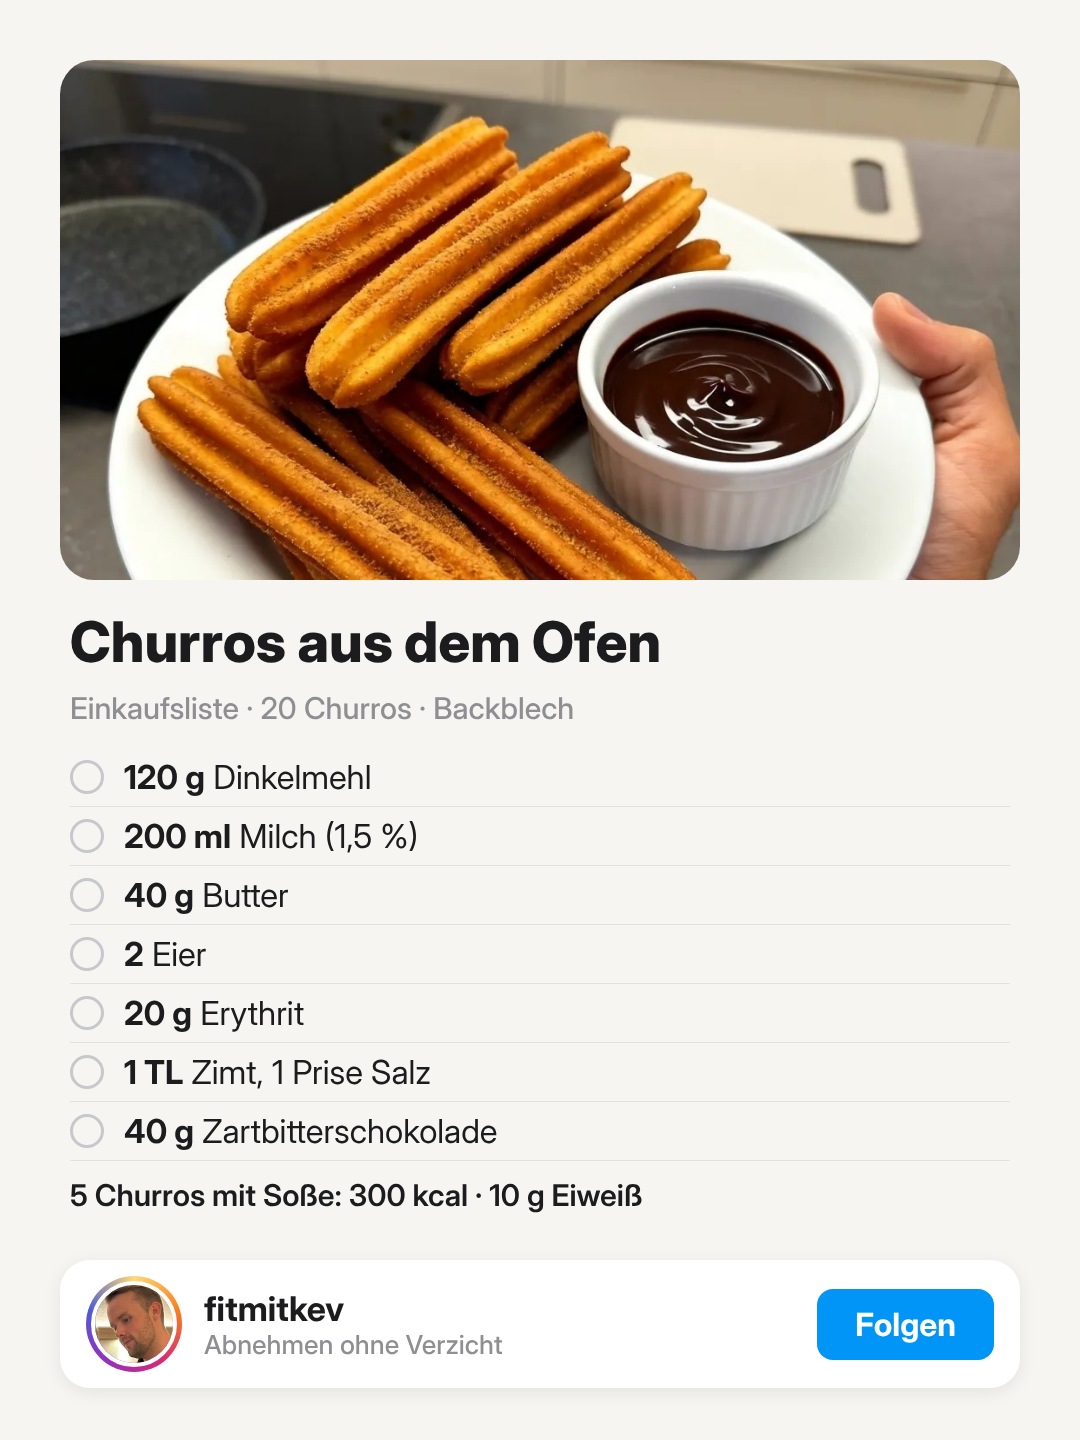 Churros aus dem Ofen
Einkaufsliste · 20 Churros · Backblech
120 g Dinkelmehl
200 ml Milch (1,5 %)
40 g Butter
2 Eier
20 g Erythrit
1 TL Zimt, 1 Prise Salz
40 g Zartbitterschokolade
5 Churros mit Soße: 300 kcal · 10 g Eiweiß
fitmitkev
Abnehmen ohne Verzicht
Folgen